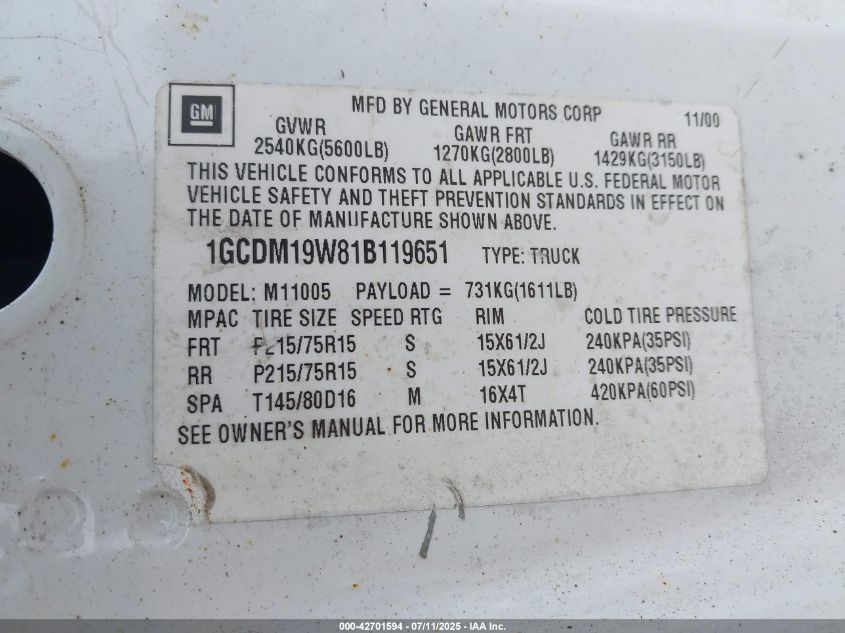 GM
MFD BY GENERAL MOTORS CORP 11/00
GVWR GAWR FRT GAWR RR
2540KG(5600LB) 1270KG(2800LB) 1429KG(3150LB)
THIS VEHICLE CONFORMS TO ALL APPLICABLE U.S. FEDERAL MOTOR
VEHICLE SAFETY AND THEFT PREVENTION STANDARDS IN EFFECT ON
THE DATE OF MANUFACTURE SHOWN ABOVE.
1GCDM19W81B119651 TYPE: TRUCK
MODEL: M11005 PAYLOAD = 731KG(1611LB)
MPAC TIRE SIZE SPEED RTG RIM COLD TIRE PRESSURE
FRT P215/75R15 S 15X61/2J 240KPA(35PSI)
RR P215/75R15 S 15X61/2J 240KPA(35PSI)
SPA T145/80D16 M 16X4T 420KPA(60PSI)
SEE OWNER'S MANUAL FOR MORE INFORMATION.
000-42701594 - 07/11/2025 - IAA Inc.